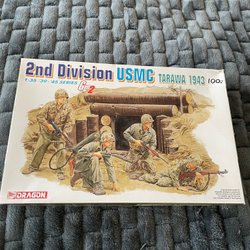 2nd Division USMC TARAWA 1943
1:35 '39-'45 SERIES
Gen2
DRAGON